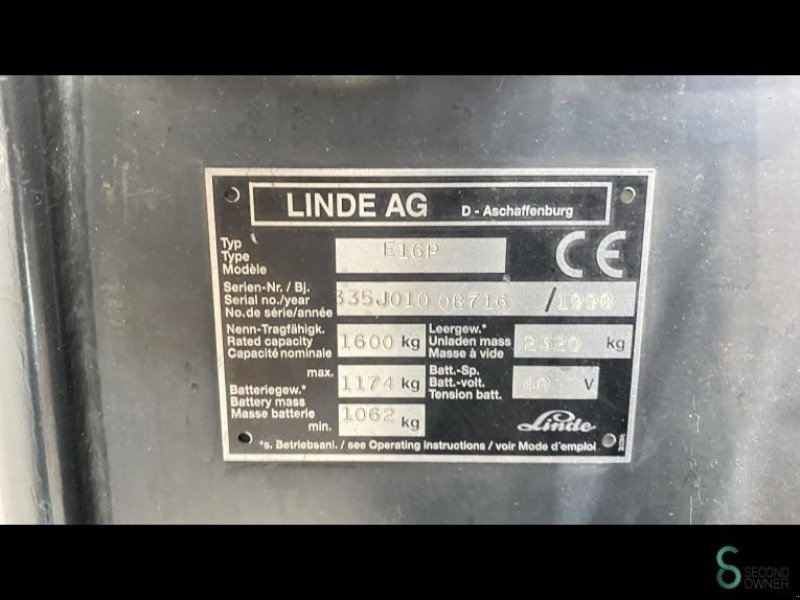 LINDE AG D - Aschaffenburg
Typ
Type
Modèle
E16P
CE
Serien-Nr. / Bj.
Serial no./year
No. de série/année
335J010 08716 /1998
Nenn-Tragfähigk.
Rated capacity
Capacité nominale
1600 kg
Leergew.*
Unladen mass
Masse à vide
2320 kg
max. 1174 kg
Batteriegew.*
Battery mass
Masse batterie
min. 1062 kg
Batt.-Sp.
Batt.-volt.
Tension batt.
48 V
Linde
*s. Betriebsanl. / see Operating instructions / voir Mode d'emploi
SECOND
OWNER